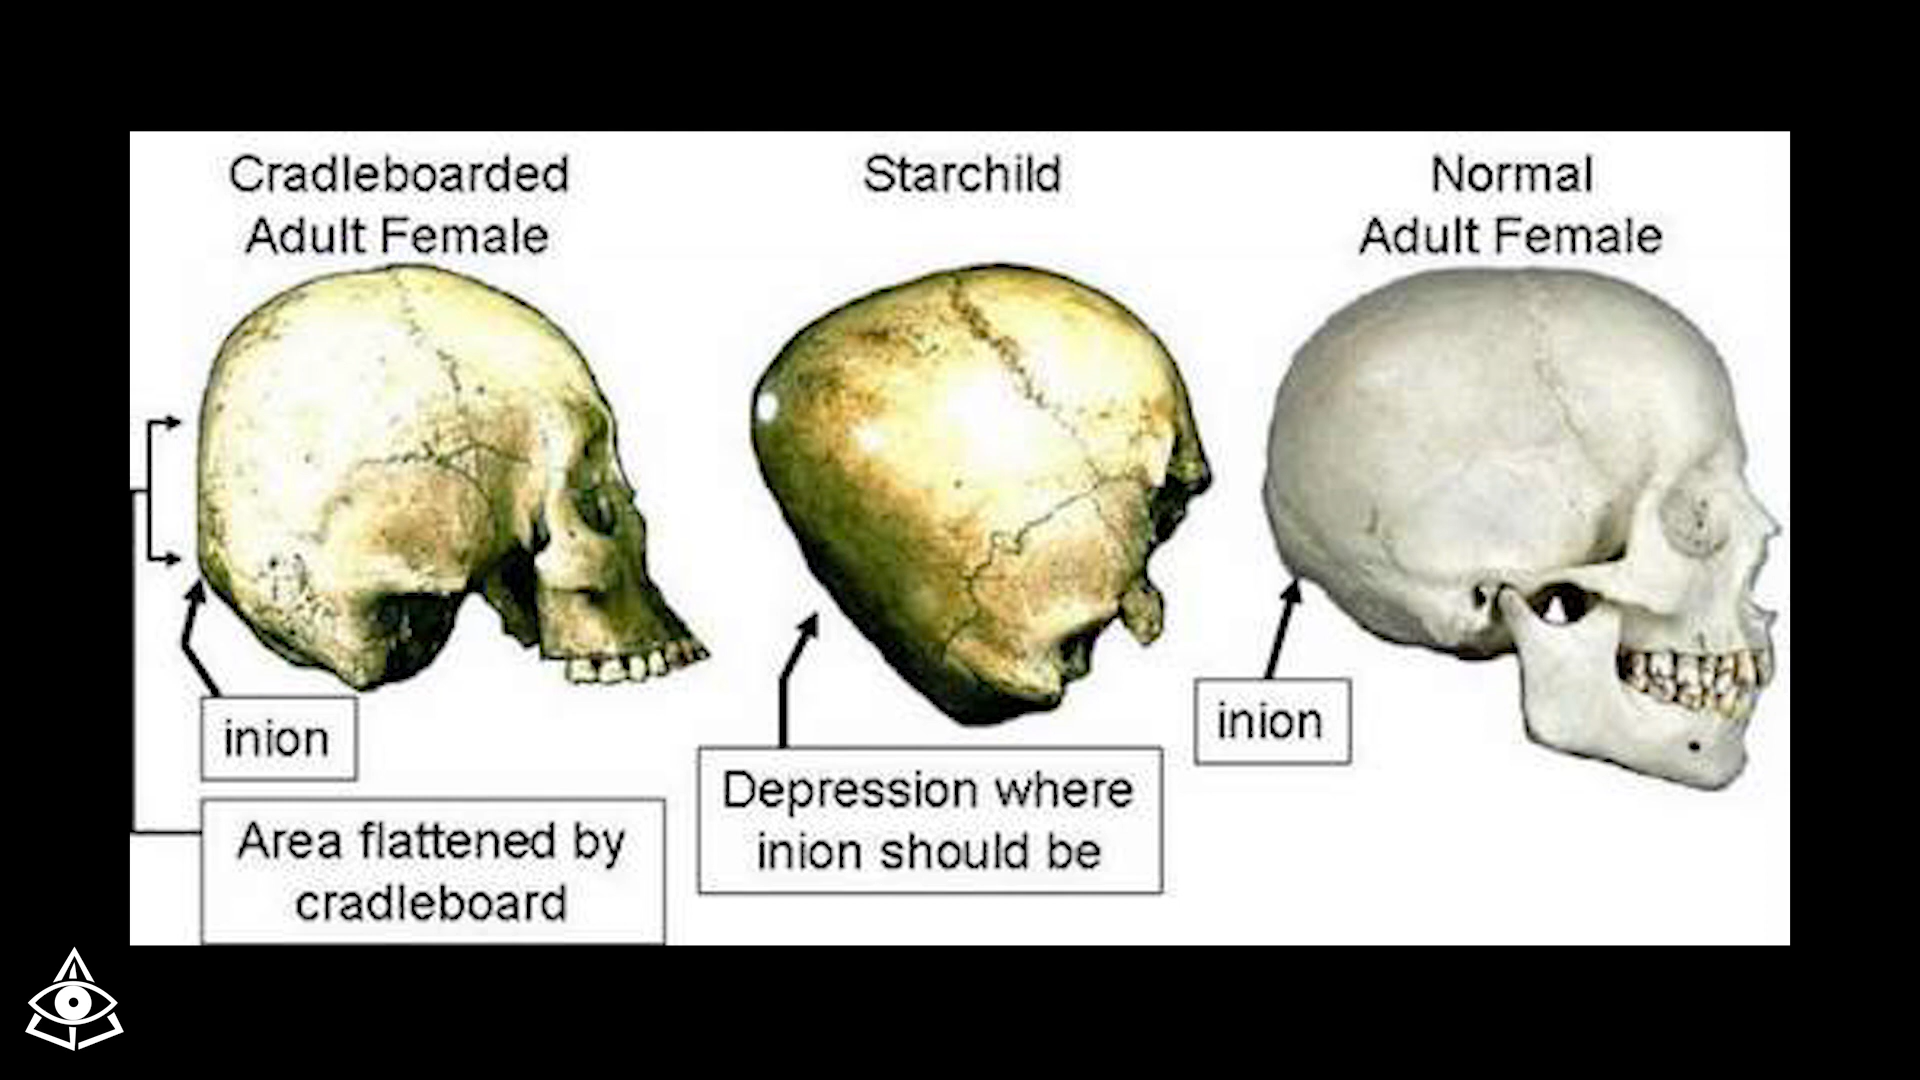 Cradleboarded
Adult Female
Starchild
Normal
Adult Female
inion
Area flattened by
cradleboard
Depression where
inion should be
inion